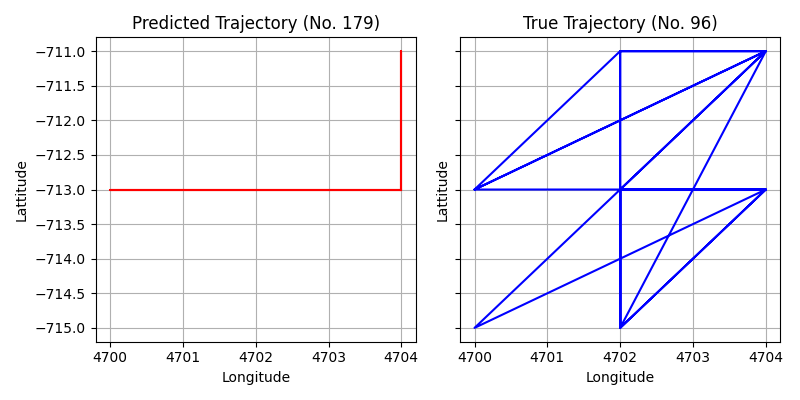 Predicted Trajectory (No. 179)
−711.0
−711.5
−712.0
−712.5
−713.0
−713.5
−714.0
−714.5
−715.0
Lattitude
4700 4701 4702 4703 4704
Longitude
True Trajectory (No. 96)
Lattitude
4700 4701 4702 4703 4704
Longitude